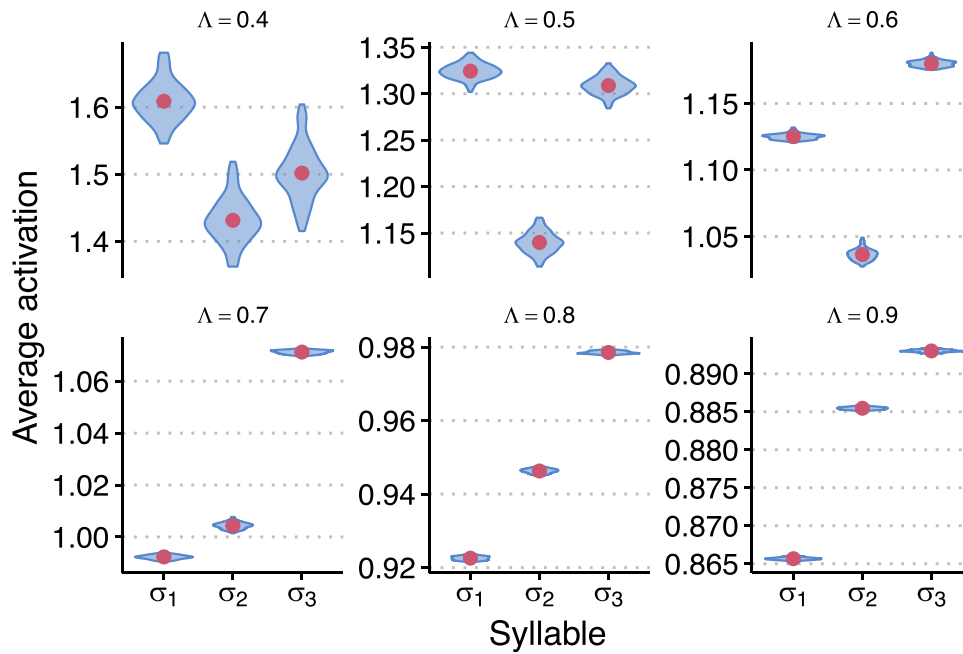 Λ = 0.4
Λ = 0.5
Λ = 0.6
1.6
1.5
1.4
1.35
1.30
1.25
1.20
1.15
1.15
1.10
1.05
Average activation
Λ = 0.7
Λ = 0.8
Λ = 0.9
1.06
1.04
1.02
1.00
0.98
0.96
0.94
0.92
0.890
0.885
0.880
0.875
0.870
0.865
σ1 σ2 σ3
σ1 σ2 σ3
σ1 σ2 σ3
Syllable